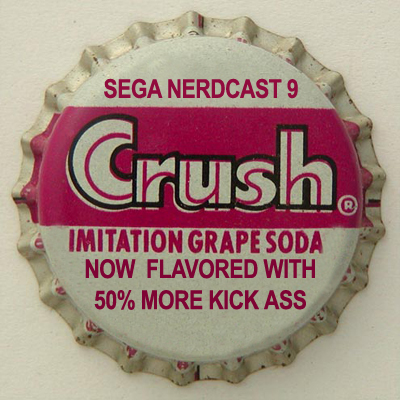 SEGA NERDCAST 9
Crush®
IMITATION GRAPE SODA
NOW FLAVORED WITH
50% MORE KICK ASS